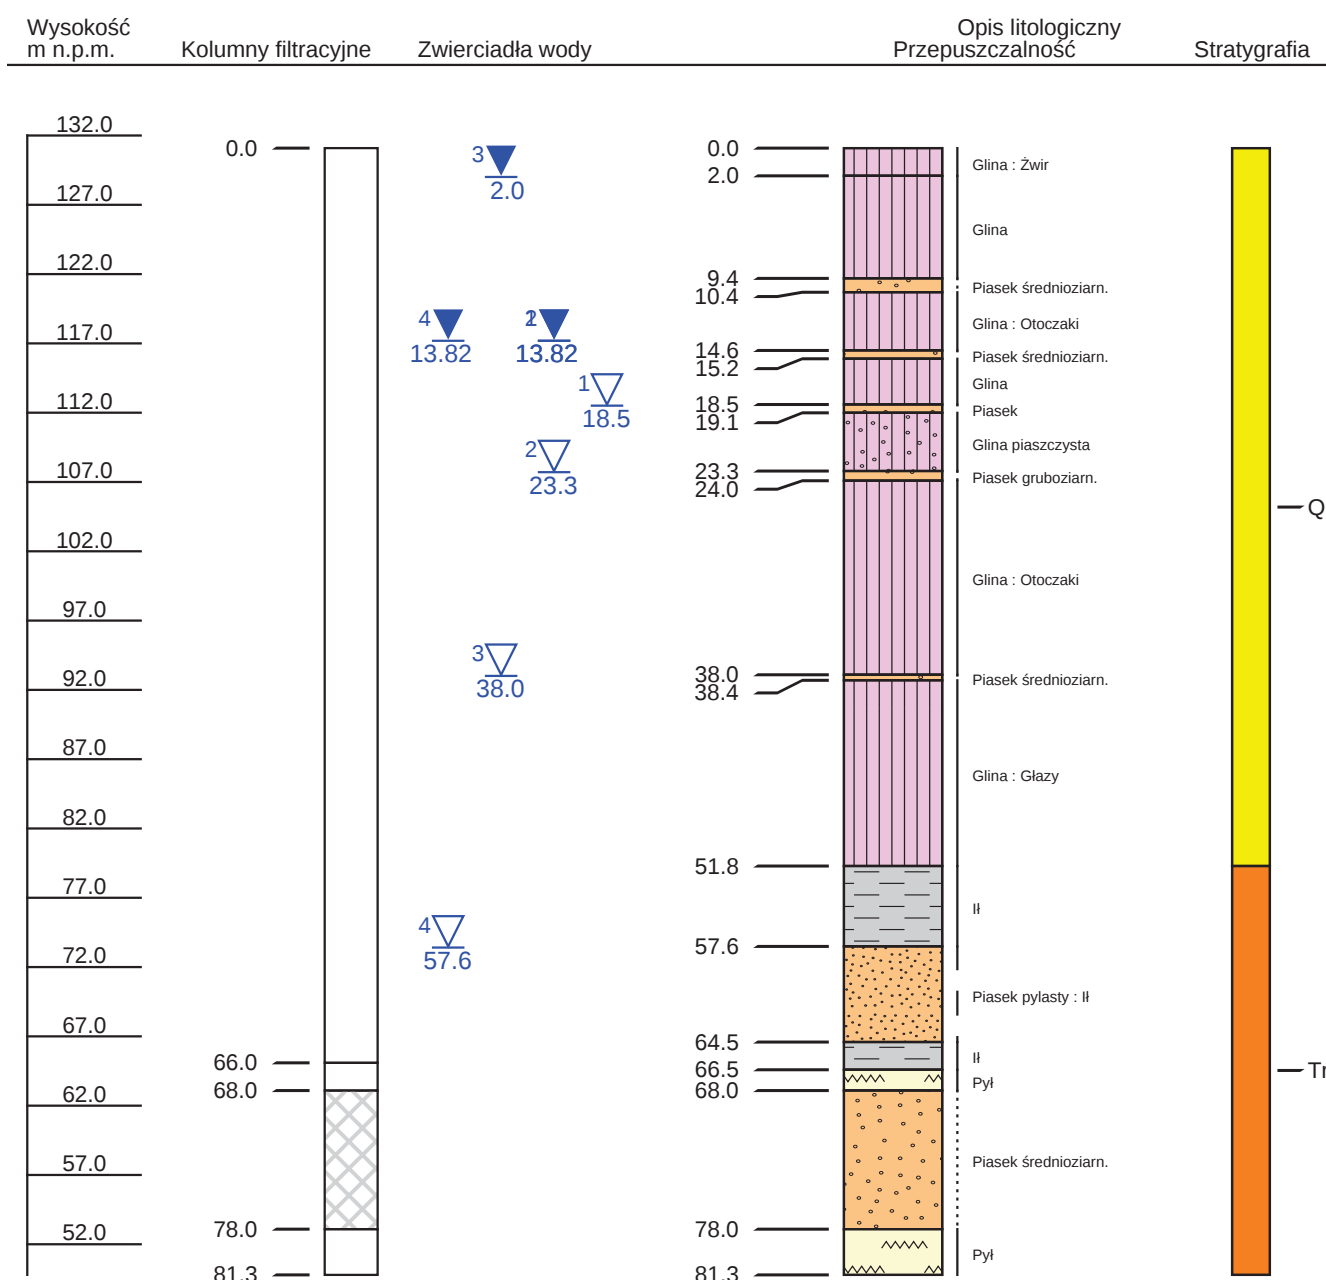 Wysokość
m n.p.m.
Kolumny filtracyjne
Zwierciadła wody
Opis litologiczny
Przepuszczalność
Stratygrafia
132.0
127.0
122.0
117.0
112.0
107.0
102.0
97.0
92.0
87.0
82.0
77.0
72.0
67.0
62.0
57.0
52.0
0.0
66.0
68.0
78.0
81.3
3
2.0
4
13.82
2
13.82
1
18.5
2
23.3
3
38.0
4
57.6
0.0
2.0
9.4
10.4
14.6
15.2
18.5
19.1
23.3
24.0
38.0
38.4
51.8
57.6
64.5
66.5
68.0
78.0
81.3
Glina : Żwir
Glina
Piasek średnioziarn.
Glina : Otoczaki
Piasek średnioziarn.
Glina
Piasek
Glina piaszczysta
Piasek gruboziarn.
Glina : Otoczaki
Piasek średnioziarn.
Glina : Głazy
Ił
Piasek pylasty : Ił
Ił
Pył
Piasek średnioziarn.
Pył
Q
Tr